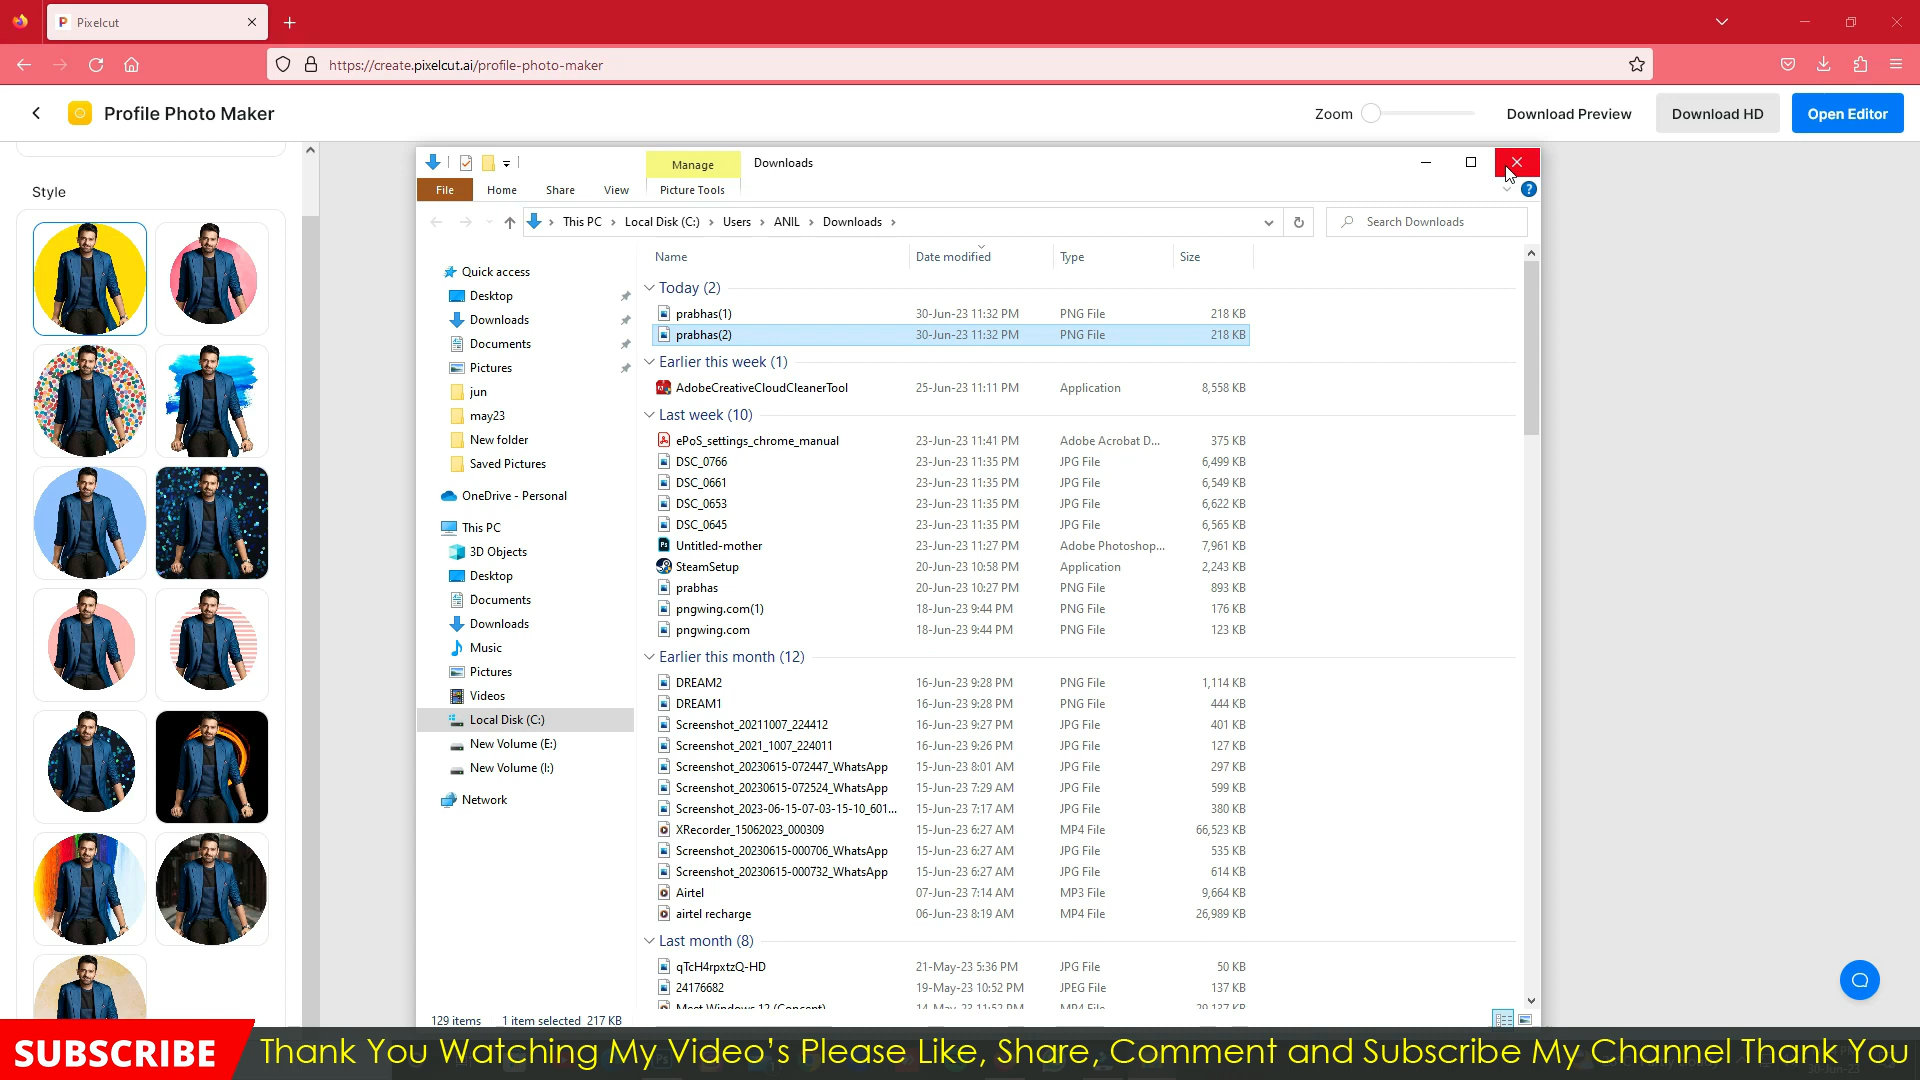 Pixelcut
https://create.pixelcut.ai/profile-photo-maker
Profile Photo Maker
Zoom
Download Preview
Download HD
Open Editor
Style
Manage
Downloads
File
Home
Share
View
Picture Tools
This PC
Local Disk (C:)
Users
ANIL
Downloads
Search Downloads
Quick access
Desktop
Downloads
Documents
Pictures
jun
may23
New folder
Saved Pictures
OneDrive - Personal
This PC
3D Objects
Desktop
Documents
Downloads
Music
Pictures
Videos
Local Disk (C:)
New Volume (E:)
New Volume (I:)
Network
Name Date modified Type Size
Today (2)
prabhas(1) 30-Jun-23 11:32 PM PNG File 218 KB
prabhas(2) 30-Jun-23 11:32 PM PNG File 218 KB
Earlier this week (1)
AdobeCreativeCloudCleanerTool 25-Jun-23 11:11 PM Application 8,558 KB
Last week (10)
ePoS_settings_chrome_manual 23-Jun-23 11:41 PM Adobe Acrobat D... 375 KB
DSC_0766 23-Jun-23 11:35 PM JPG File 6,499 KB
DSC_0661 23-Jun-23 11:35 PM JPG File 6,549 KB
DSC_0653 23-Jun-23 11:35 PM JPG File 6,622 KB
DSC_0645 23-Jun-23 11:35 PM JPG File 6,565 KB
Untitled-mother 23-Jun-23 11:27 PM Adobe Photoshop... 7,961 KB
SteamSetup 20-Jun-23 10:58 PM Application 2,243 KB
prabhas 20-Jun-23 10:27 PM PNG File 893 KB
pngwing.com(1) 18-Jun-23 9:44 PM PNG File 176 KB
pngwing.com 18-Jun-23 9:44 PM PNG File 123 KB
Earlier this month (12)
DREAM2 16-Jun-23 9:28 PM PNG File 1,114 KB
DREAM1 16-Jun-23 9:28 PM PNG File 444 KB
Screenshot_20211007_224412 16-Jun-23 9:27 PM JPG File 401 KB
Screenshot_2021_1007_224011 16-Jun-23 9:26 PM JPG File 127 KB
Screenshot_20230615-072447_WhatsApp 15-Jun-23 8:01 AM JPG File 297 KB
Screenshot_20230615-072524_WhatsApp 15-Jun-23 7:29 AM JPG File 599 KB
Screenshot_2023-06-15-07-03-15-10_601... 15-Jun-23 7:17 AM JPG File 380 KB
XRecorder_15062023_000309 15-Jun-23 6:27 AM MP4 File 66,523 KB
Screenshot_20230615-000706_WhatsApp 15-Jun-23 6:27 AM JPG File 535 KB
Screenshot_20230615-000732_WhatsApp 15-Jun-23 6:27 AM JPG File 614 KB
Airtel 07-Jun-23 7:14 AM MP3 File 9,664 KB
airtel recharge 06-Jun-23 8:19 AM MP4 File 26,989 KB
Last month (8)
qTcH4rpxtzQ-HD 21-May-23 5:36 PM JPG File 50 KB
24176682 19-May-23 10:52 PM JPEG File 137 KB
129 items 1 item selected 217 KB
SUBSCRIBE
Thank You Watching My Video's Please Like, Share, Comment and Subscribe My Channel Thank You